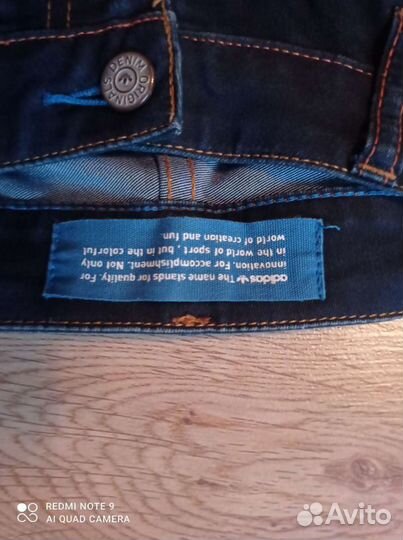 DENIM ORIGINALS
adidas The name stands for quality. For
innovation. For accomplishment. Not only
in the world of sport , but in the colorful
world of creation and fun.
REDMI NOTE 9
AI QUAD CAMERA
Avito